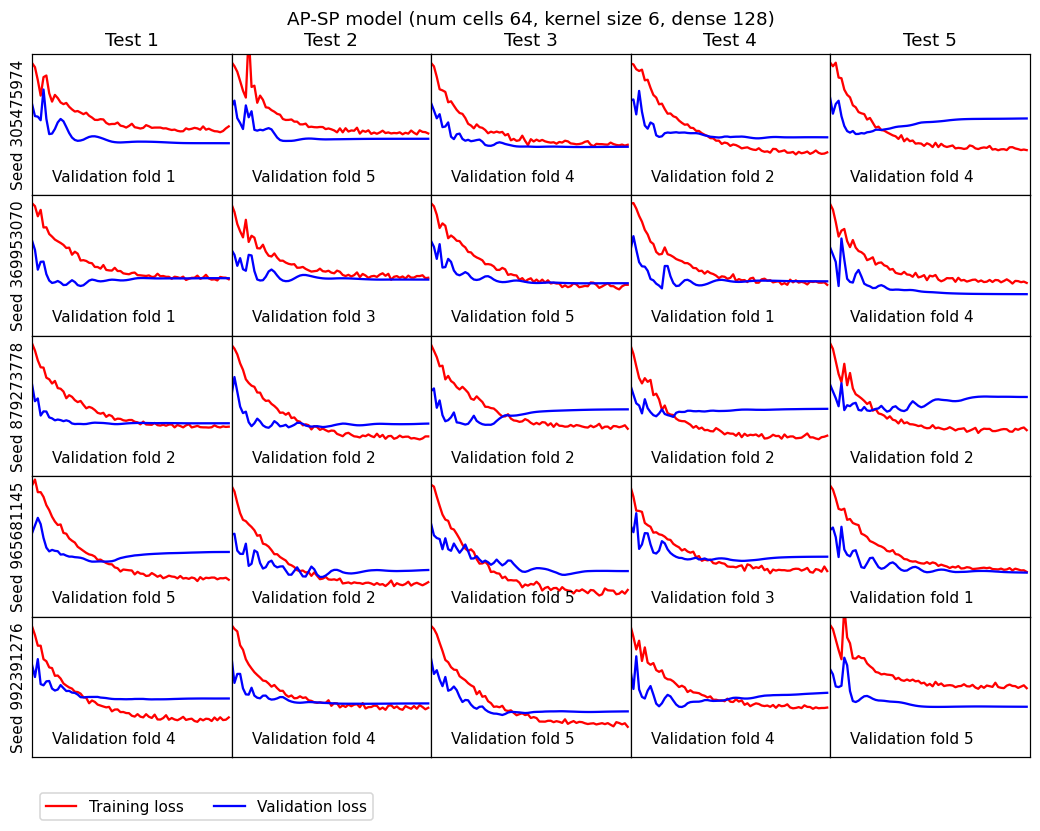 AP-SP model (num cells 64, kernel size 6, dense 128)
Test 1 Test 2 Test 3 Test 4 Test 5
Seed 305475974
Validation fold 1 Validation fold 5 Validation fold 4 Validation fold 2 Validation fold 4
Seed 369953070
Validation fold 1 Validation fold 3 Validation fold 5 Validation fold 1 Validation fold 4
Seed 879273778
Validation fold 2 Validation fold 2 Validation fold 2 Validation fold 2 Validation fold 2
Seed 965681145
Validation fold 5 Validation fold 2 Validation fold 5 Validation fold 3 Validation fold 1
Seed 992391276
Validation fold 4 Validation fold 4 Validation fold 5 Validation fold 4 Validation fold 5
Training loss Validation loss